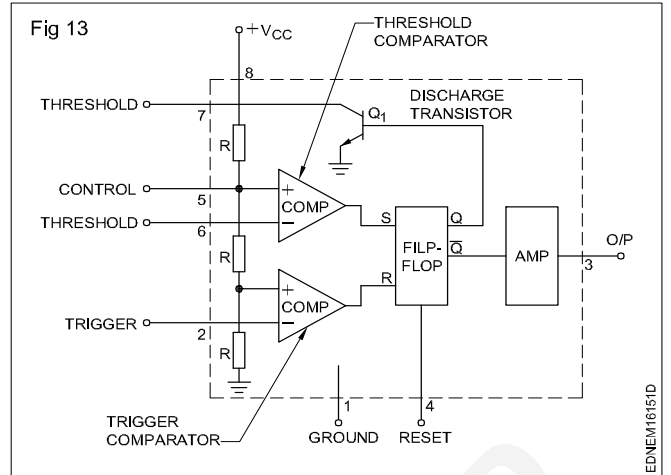 Fig 13
+VCC
THRESHOLD
COMPARATOR
8
THRESHOLD
7
Q1
DISCHARGE
TRANSISTOR
R
CONTROL
5
+
COMP
−
THRESHOLD
6
S
Q
FILP-
FLOP
Q̅
AMP
O/P
3
R
R
+
COMP
−
TRIGGER
2
R
TRIGGER
COMPARATOR
1
GROUND
4
RESET
EDNEM16151D